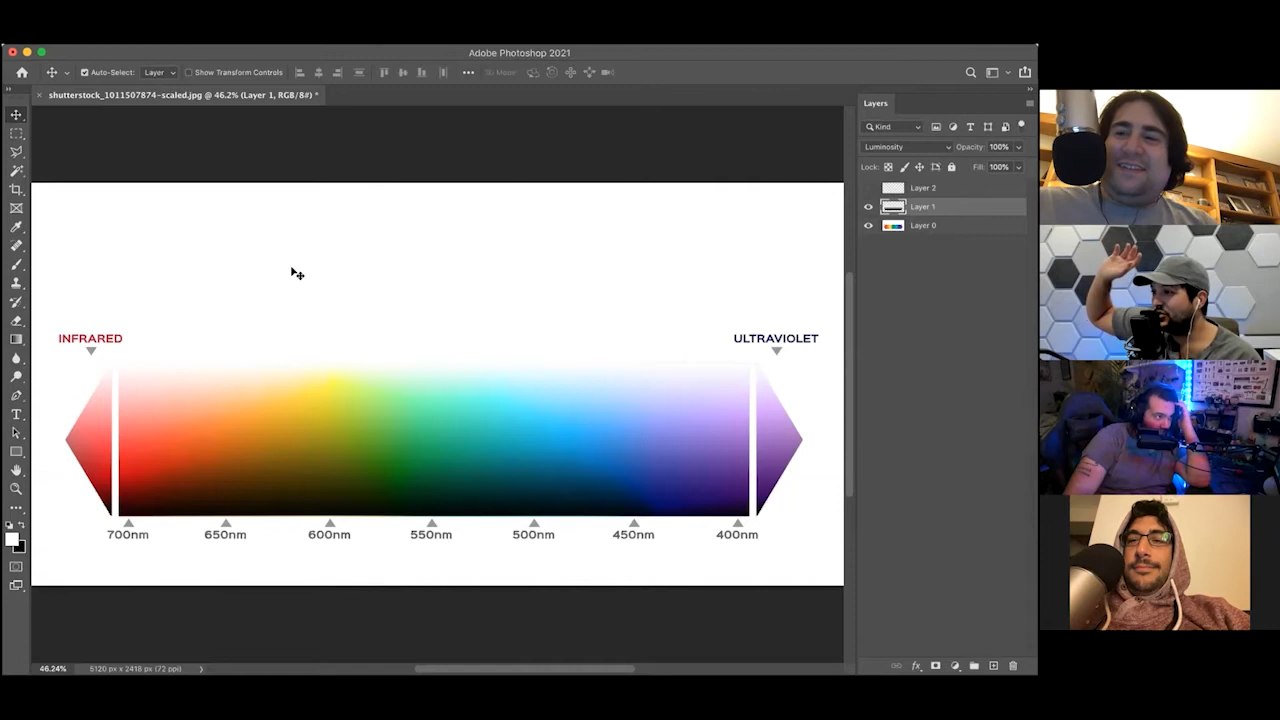 Adobe Photoshop 2021
Auto-Select: Layer Show Transform Controls 3D Mode:
shutterstock_1011507874-scaled.jpg @ 46.2% (Layer 1, RGB/8#) *
Layers
Kind
Luminosity Opacity: 100%
Lock: Fill: 100%
Layer 2
Layer 1
Layer 0
INFRARED ULTRAVIOLET
700nm 650nm 600nm 550nm 500nm 450nm 400nm
46.24% 5120 px x 2418 px (72 ppi)